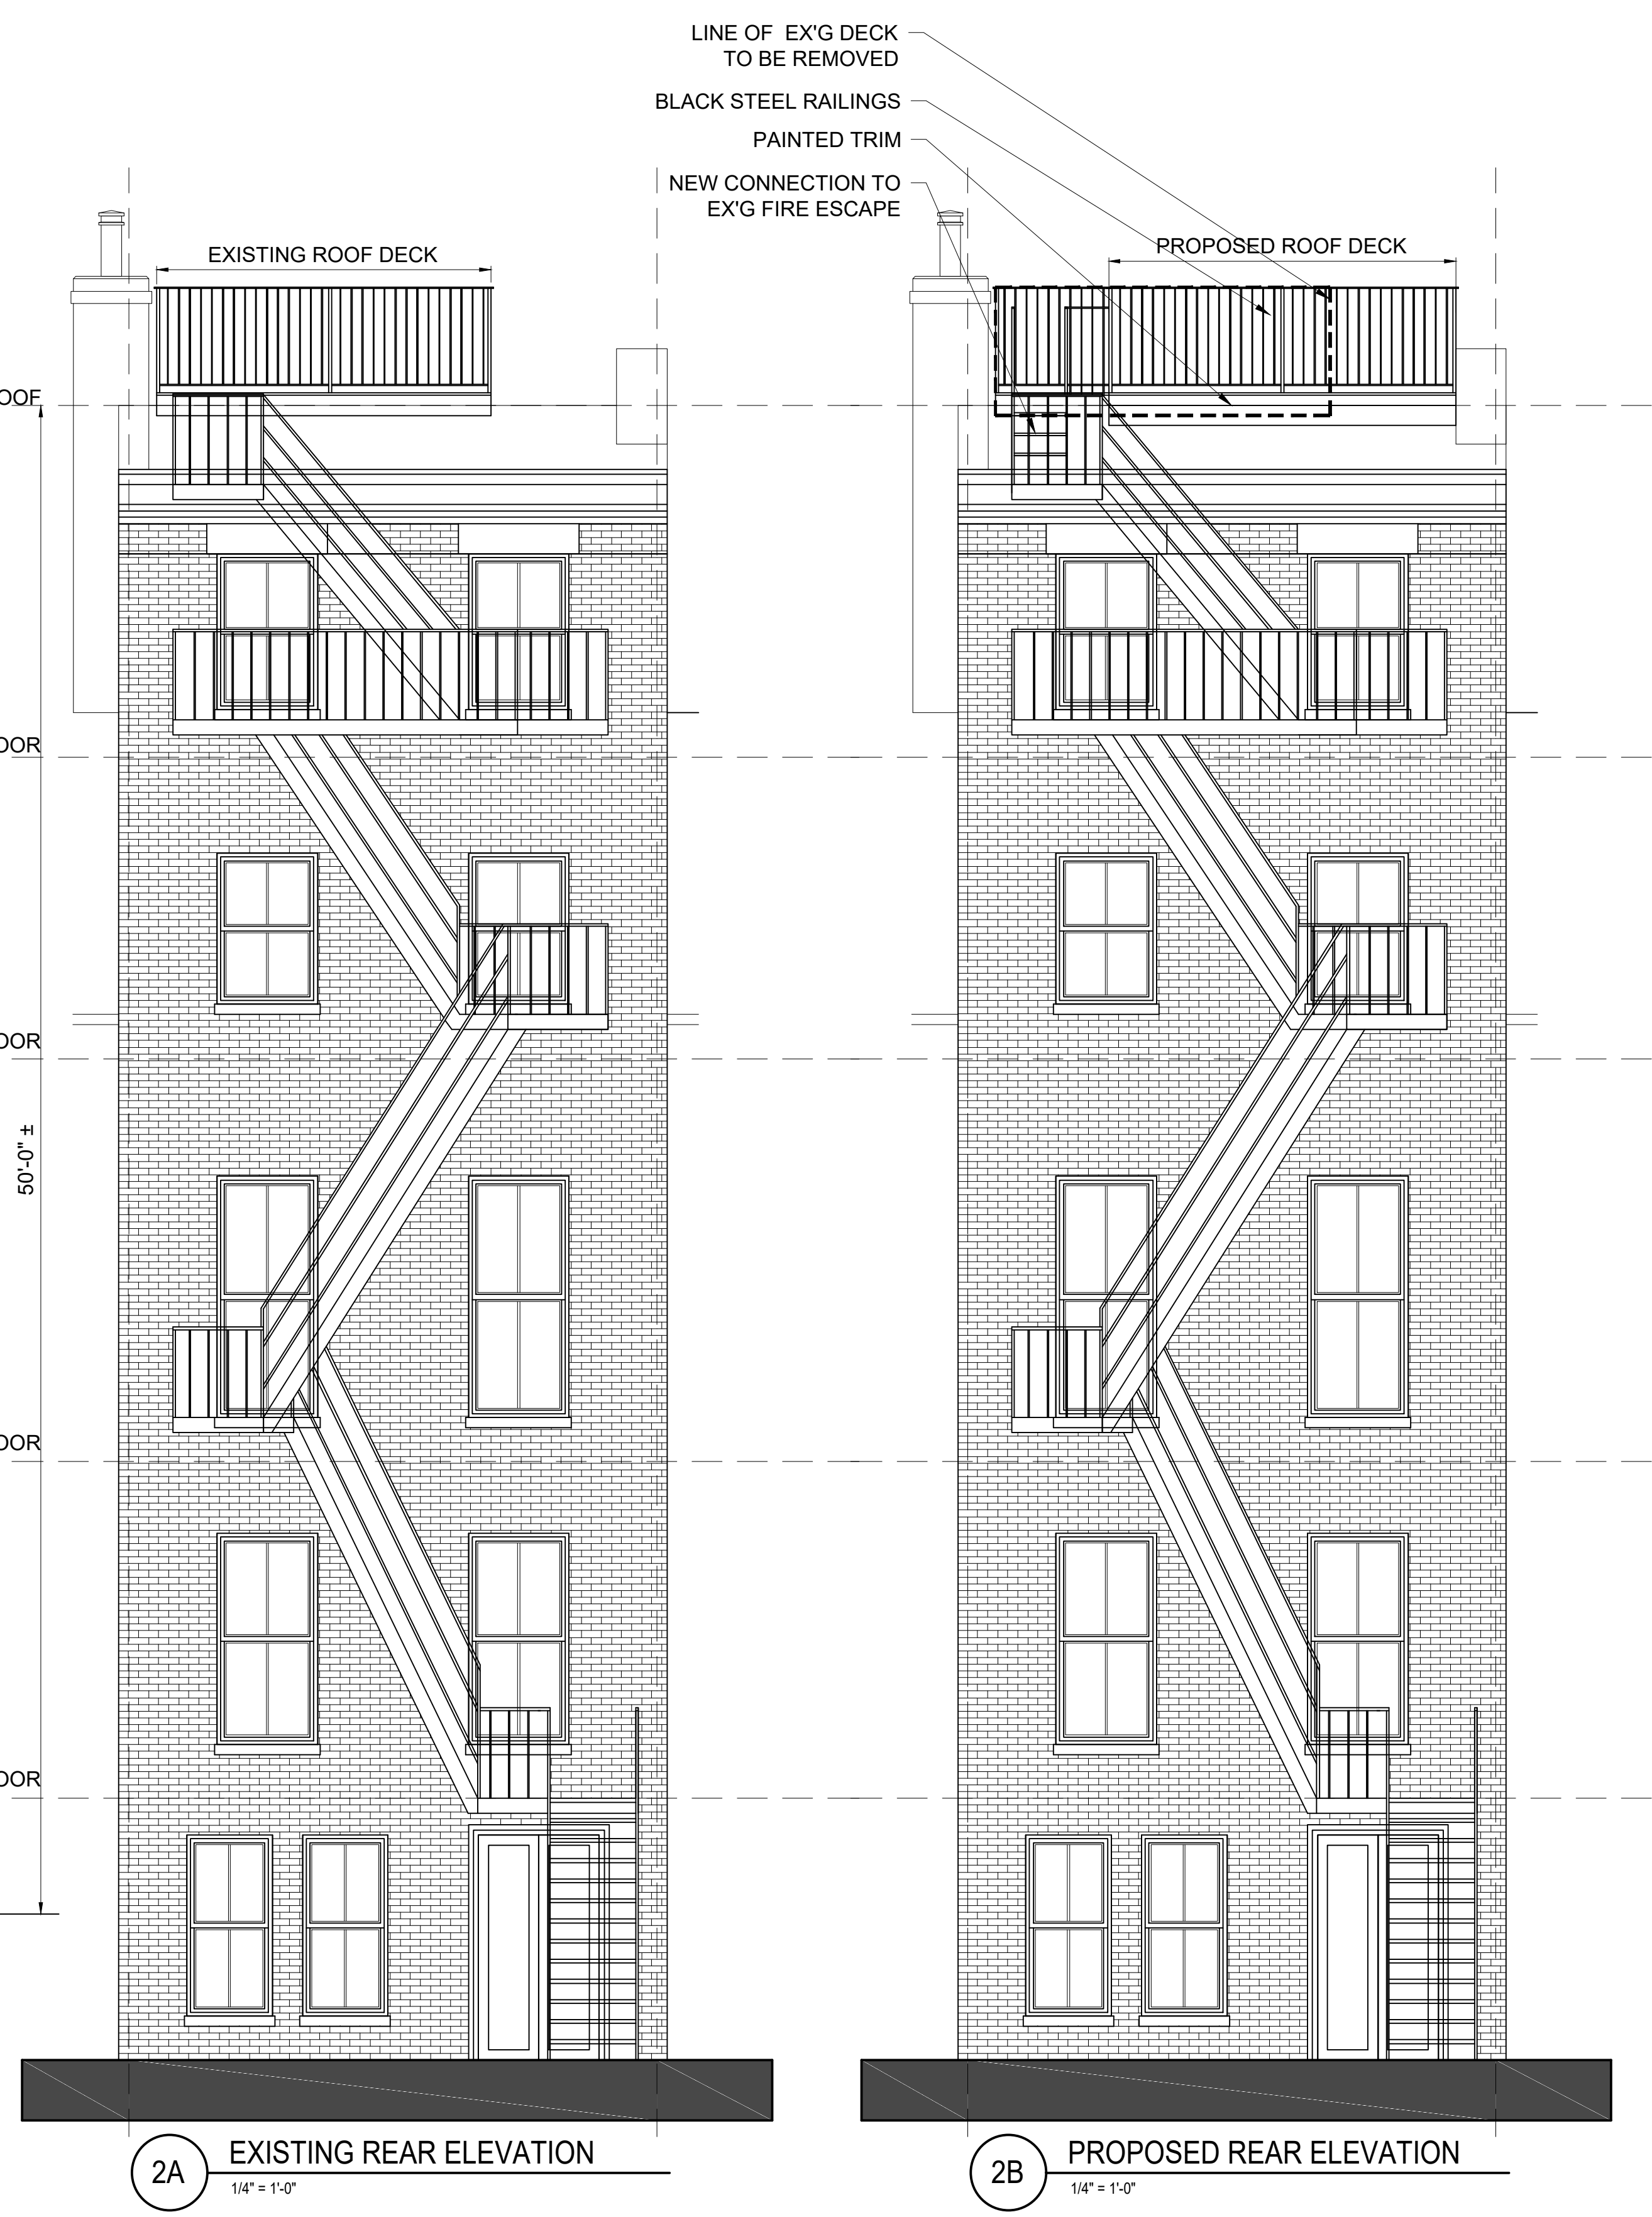 LINE OF EX'G DECK
TO BE REMOVED
BLACK STEEL RAILINGS
PAINTED TRIM
NEW CONNECTION TO
EX'G FIRE ESCAPE
EXISTING ROOF DECK
PROPOSED ROOF DECK
OOF
OOR
OOR
50'-0" ±
OOR
OOR
2A
EXISTING REAR ELEVATION
1/4" = 1'-0"
2B
PROPOSED REAR ELEVATION
1/4" = 1'-0"